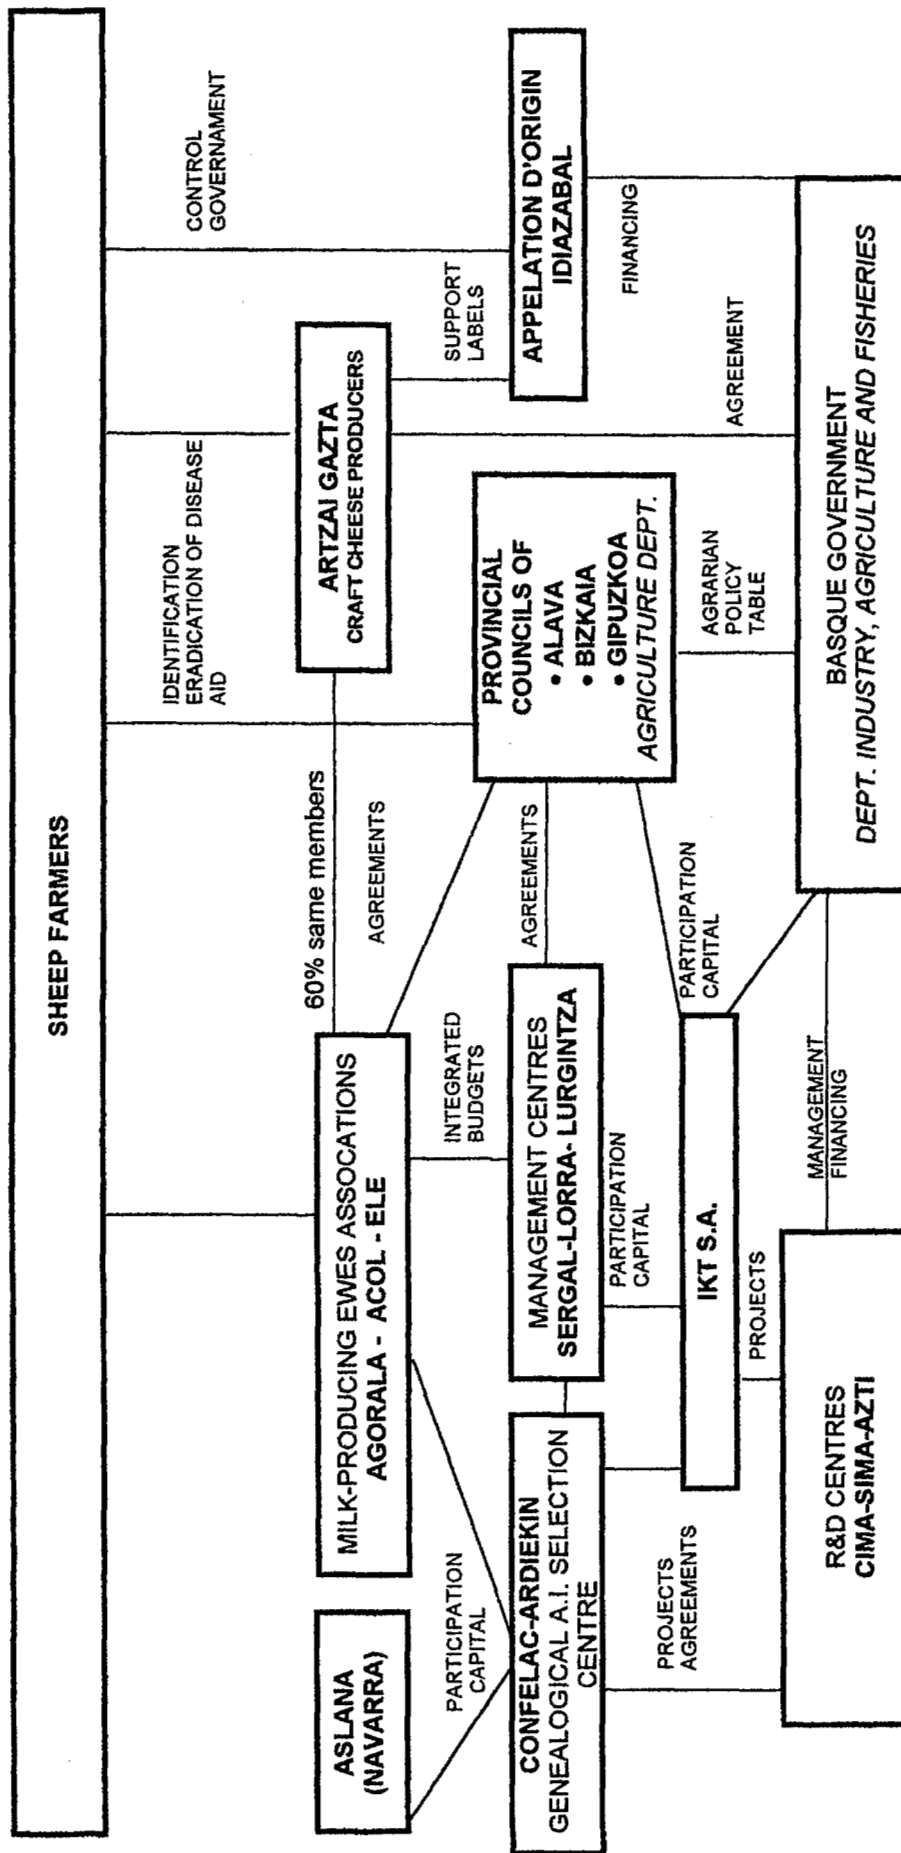 SHEEP FARMERS
IDENTIFICATION
ERADICATION OF DISEASE
AID
CONTROL
GOVERNAMENT
ASLANA
(NAVARRA)
MILK-PRODUCING EWES ASSOCATIONS
AGORALA - ACOL - ELE
60% same members
ARTZAI GAZTA
CRAFT CHEESE PRODUCERS
PARTICIPATION
CAPITAL
INTEGRATED
BUDGETS
AGREEMENTS
SUPPORT
LABELS
CONFELAC-ARDIEKIN
GENEALOGICAL A.I. SELECTION
CENTRE
MANAGEMENT CENTRES
SERGAL-LORRA- LURGINTZA
AGREEMENTS
PROVINCIAL
COUNCILS OF
• ALAVA
• BIZKAIA
• GIPUZKOA
AGRICULTURE DEPT.
APPELATION D'ORIGIN
IDIAZABAL
PROJECTS
AGREEMENTS
PARTICIPATION
CAPITAL
PARTICIPATION
CAPITAL
AGRARIAN
POLICY
TABLE
AGREEMENT
FINANCING
IKT S.A.
PROJECTS
MANAGEMENT
FINANCING
R&D CENTRES
CIMA-SIMA-AZTI
BASQUE GOVERNMENT
DEPT. INDUSTRY, AGRICULTURE AND FISHERIES